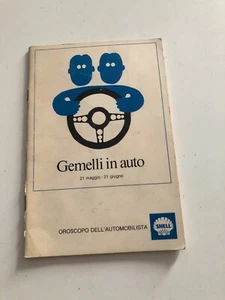 Gemelli in auto
21 maggio - 21 giugno
OROSCOPO DELL'AUTOMOBILISTA
SHELL